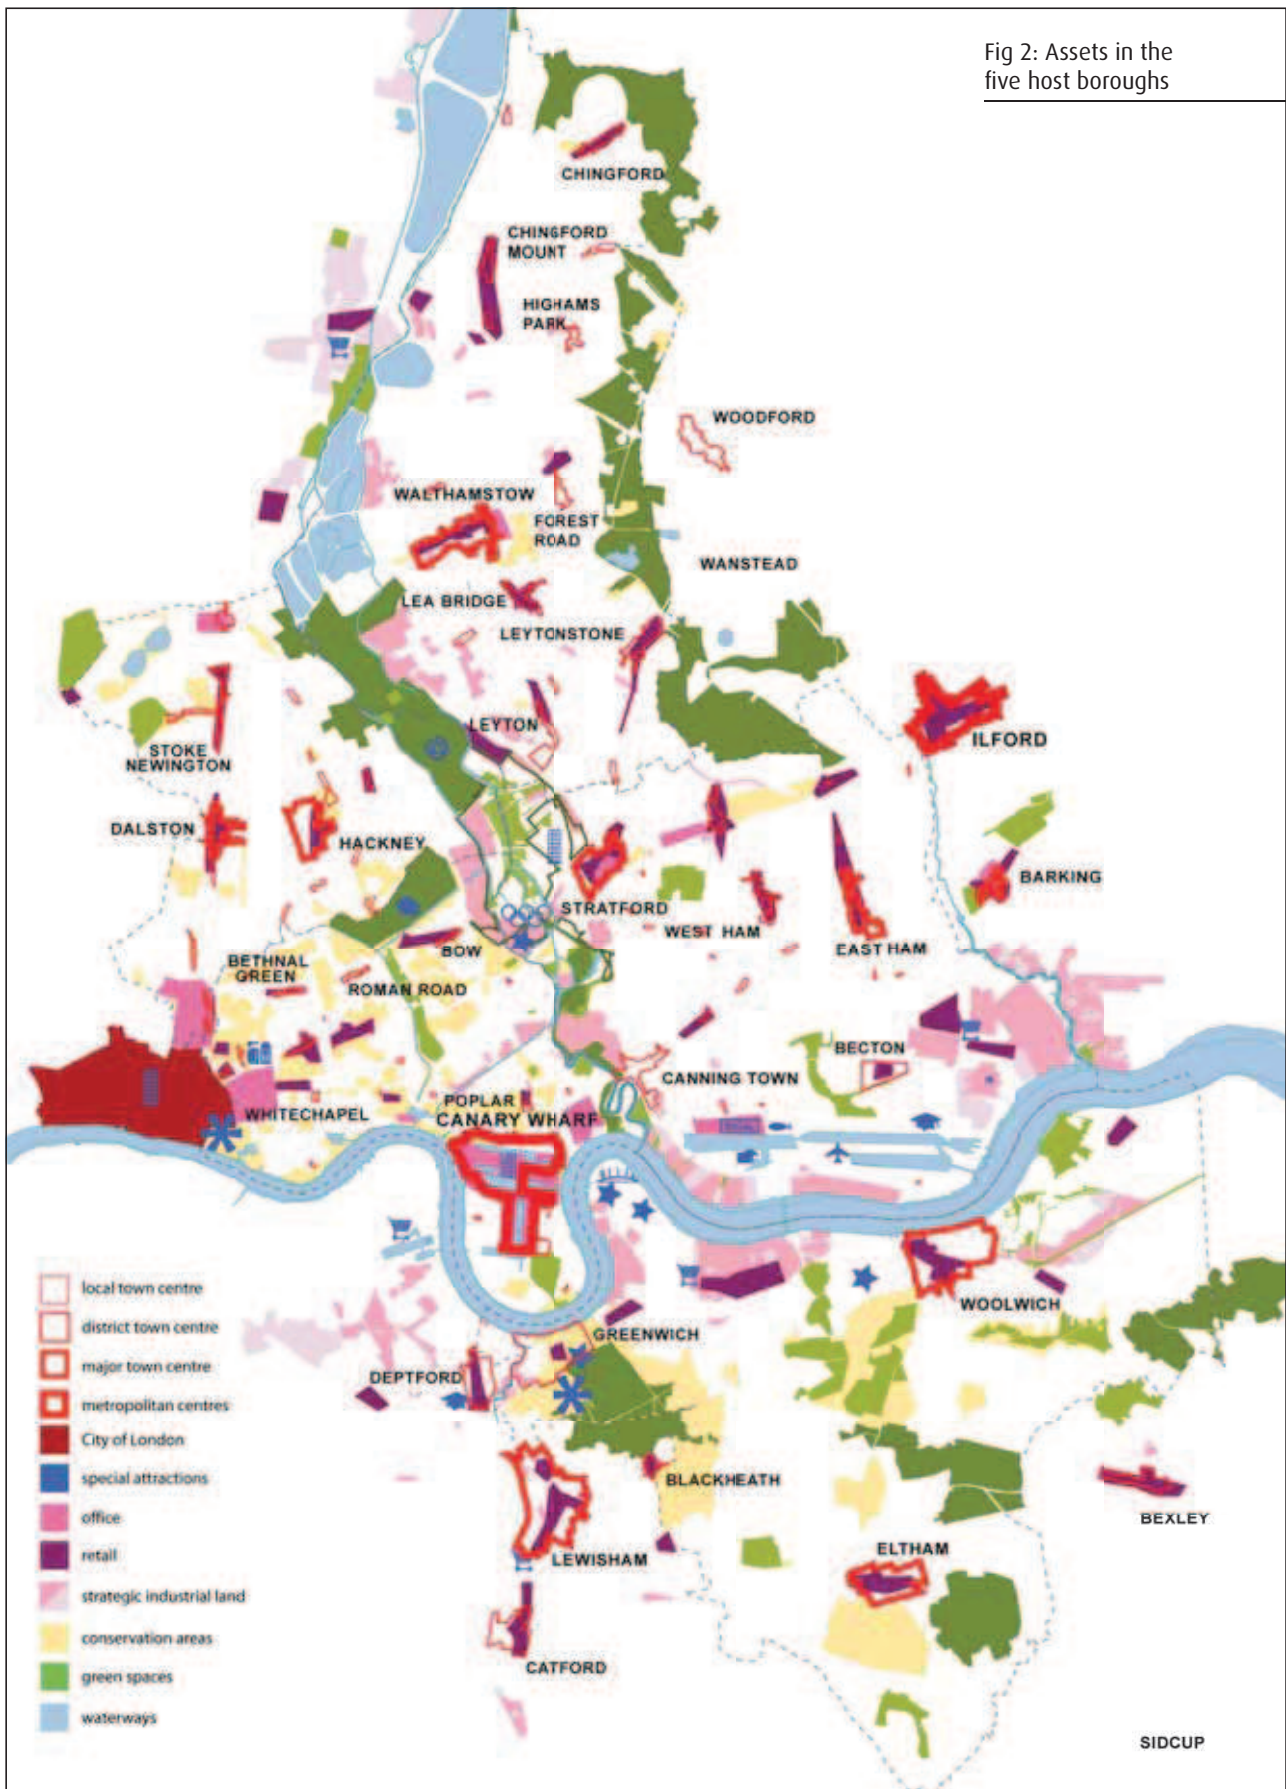 Fig 2: Assets in the
five host boroughs
CHINGFORD
CHINGFORD
MOUNT
HIGHAMS
PARK
WOODFORD
WALTHAMSTOW
FOREST
ROAD
WANSTEAD
LEA BRIDGE
LEYTONSTONE
LEYTON
ILFORD
STOKE
NEWINGTON
DALSTON
HACKNEY
BARKING
STRATFORD
WEST HAM
EAST HAM
BOW
BETHNAL
GREEN
ROMAN ROAD
BECTON
CANNING TOWN
WHITECHAPEL
POPLAR
CANARY WHARF
WOOLWICH
GREENWICH
DEPTFORD
BLACKHEATH
BEXLEY
LEWISHAM
ELTHAM
CATFORD
SIDCUP
local town centre
district town centre
major town centre
metropolitan centres
City of London
special attractions
office
retail
strategic industrial land
conservation areas
green spaces
waterways